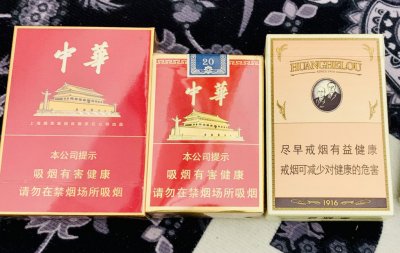 中華
本公司提示
吸烟有害健康
请勿在禁烟场所吸烟
20
中華
本公司提示
吸烟有害健康
请勿在禁烟场所吸烟
HUANGHELOU
尽早戒烟有益健康
戒烟可减少对健康的危害
1916